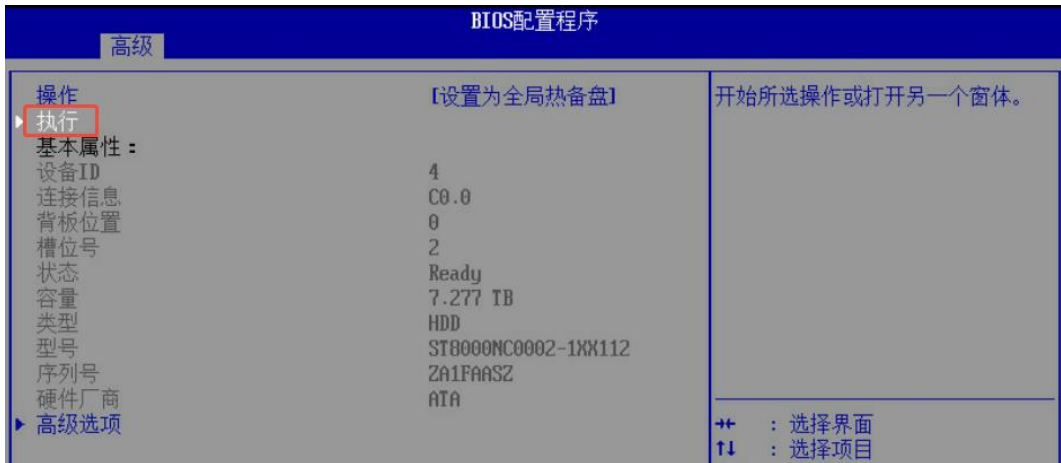 BIOS配置程序
高级
操作 【设置为全局热备盘】
执行
基本属性：
设备ID 4
连接信息 C0.0
背板位置 0
槽位号 2
状态 Ready
容量 7.277 TB
类型 HDD
型号 ST8000NC0002-1XX112
序列号 ZA1FAASZ
硬件厂商 ATA
高级选项
开始所选操作或打开另一个窗体。
→← ：选择界面
↑↓ ：选择项目